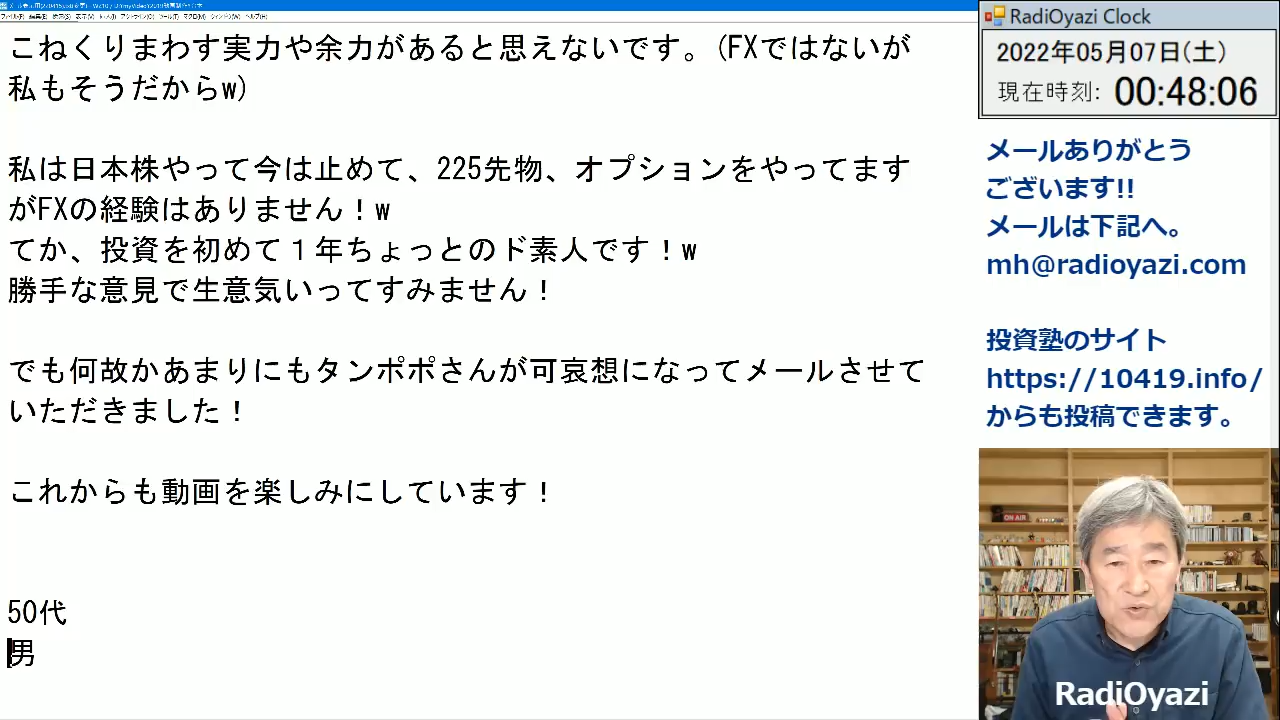 こねくりまわす実力や余力があると思えないです。(FXではないが
私もそうだからw)
私は日本株やって今は止めて、225先物、オプションをやってます
がFXの経験はありません！w
てか、投資を初めて１年ちょっとのド素人です！w
勝手な意見で生意気いってすみません！
でも何故かあまりにもタンポポさんが可哀想になってメールさせて
いただきました！
これからも動画を楽しみにしています！
50代
男
RadiOyazi Clock
2022年05月07日(土)
現在時刻: 00:48:06
メールありがとう
ございます!!
メールは下記へ。
mh@radioyazi.com
投資塾のサイト
https://10419.info/
からも投稿できます。
ON AIR
RadiOyazi